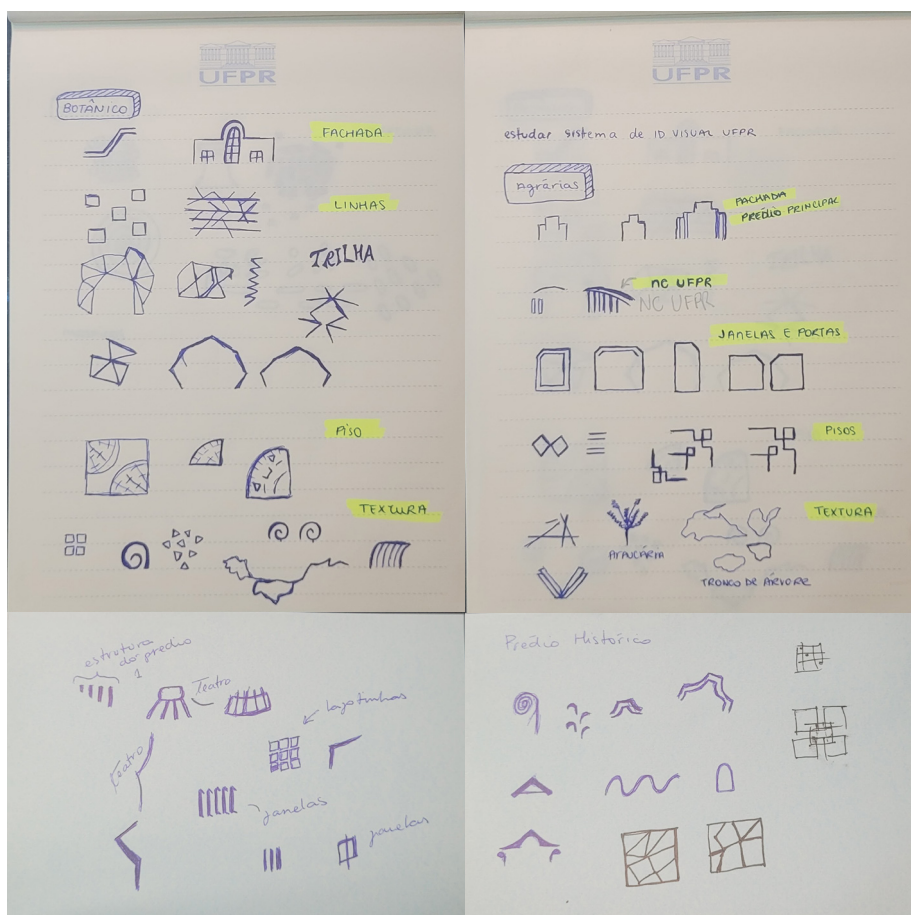 UFPR
BOTÂNICO
FACHADA
LINHAS
TRILHA
PISO
TEXTURA
UFPR
estudar sistema de ID VISUAL UFPR
Agrárias
FACHADA
PRÉDIO PRINCIPAL
NC UFPR
NC UFPR
JANELAS E PORTAS
PISOS
TEXTURA
ARAUCÁRIA
TRONCO DE ÁRVORE
estrutura
do predio
1
Teatro
lajotinhas
Teatro
janelas
janelas
Prédio Histórico